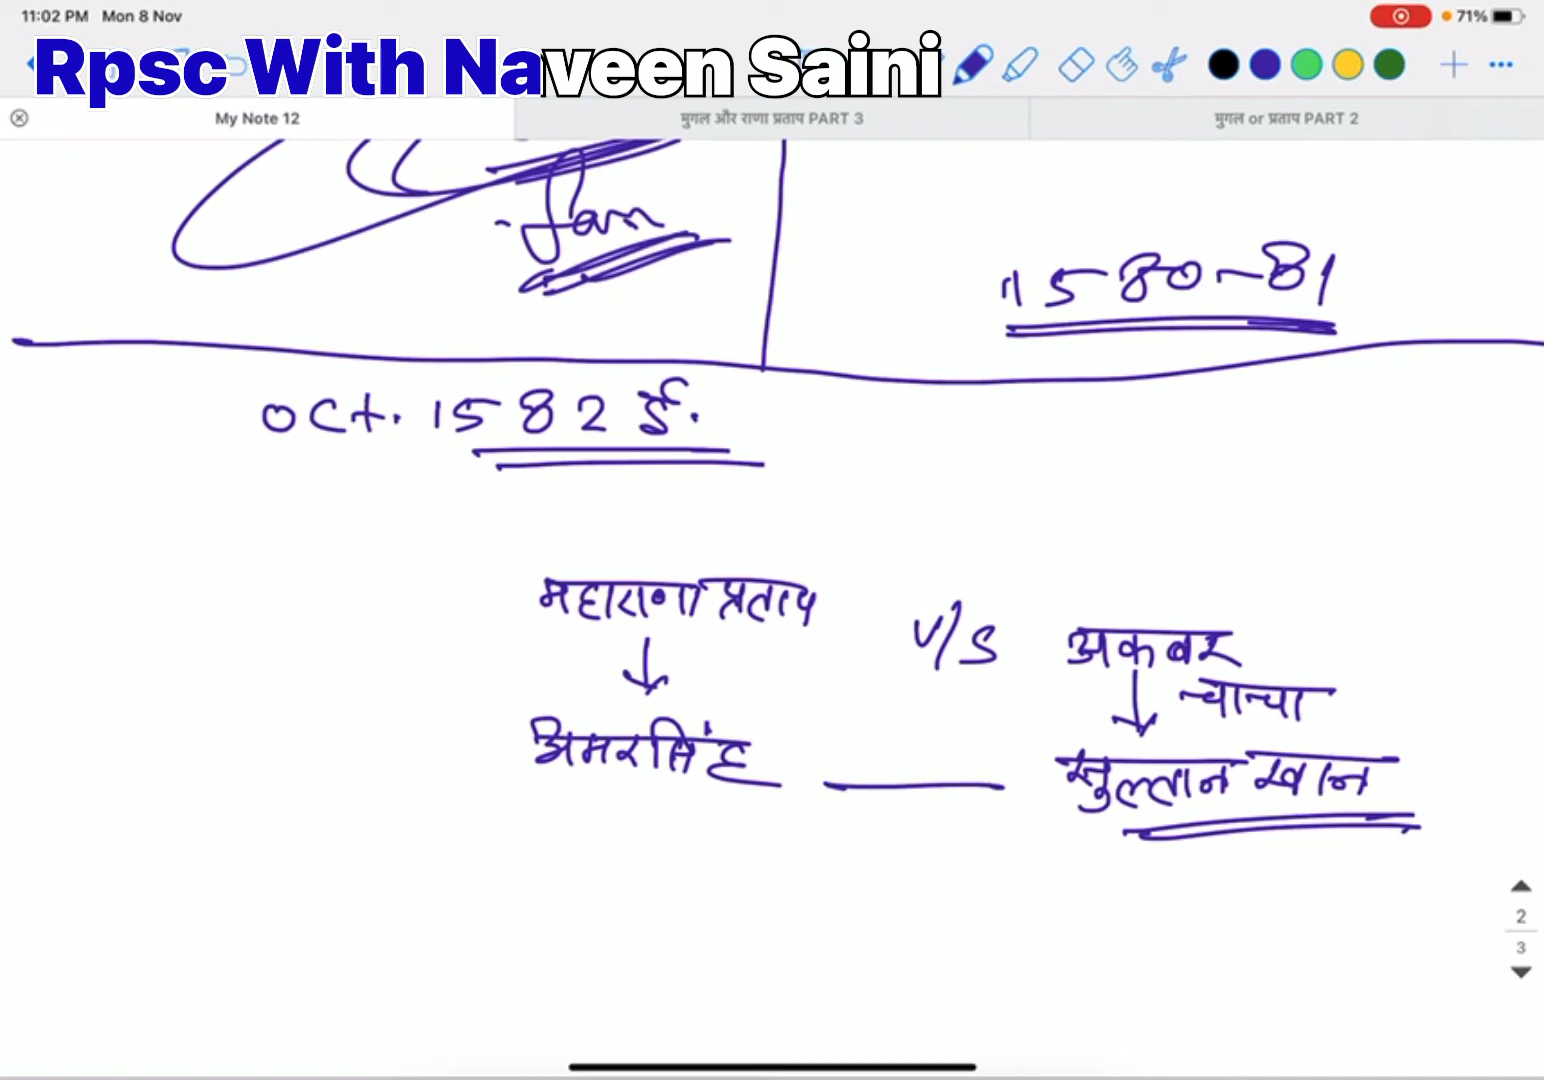 11:02 PM Mon 8 Nov
71%
Rpsc With Naveen Saini
My Note 12
मुगल और राणा प्रताप PART 3
मुगल or प्रताप PART 2
1580-81
oct. 1582 ई.
महाराणा प्रताप v/s अकबर
चाचा
अमरसिंह सुल्तान खान
2
3